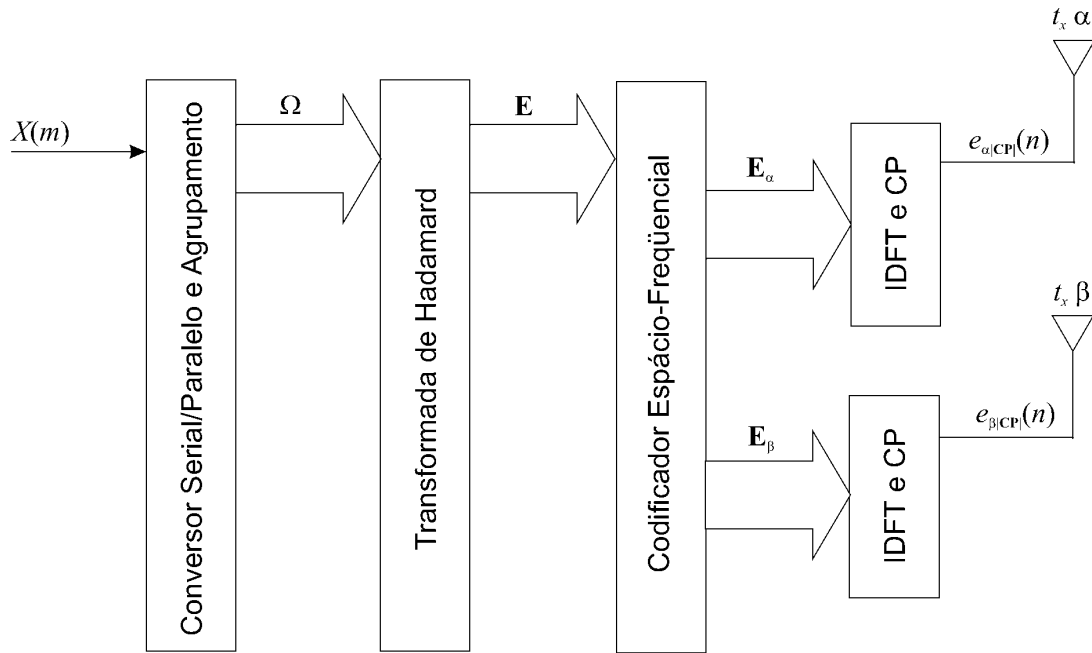 X(m)
Conversor Serial/Paralelo e Agrupamento
Ω
Transformada de Hadamard
E
Codificador Espácio-Freqüencial
E_α
IDFT e CP
e_α|CP|(n)
t_x α
E_β
IDFT e CP
e_β|CP|(n)
t_x β